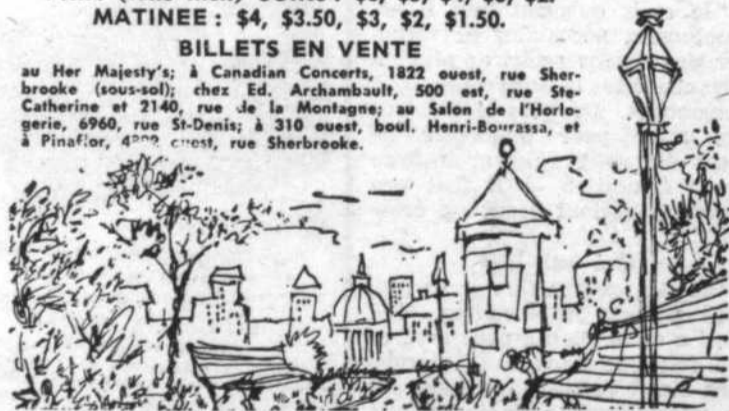 MATINEE : $4, $3.50, $3, $2, $1.50.
BILLETS EN VENTE
au Her Majesty's; à Canadian Concerts, 1822 ouest, rue Sher-
brooke (sous-sol); chez Ed. Archambault, 500 est, rue Ste-
Catherine et 2140, rue de la Montagne; au Salon de l'Horlo-
gerie, 6960, rue St-Denis; à 310 ouest, boul. Henri-Bourassa, et
à Pinaflor, ouest, rue Sherbrooke.